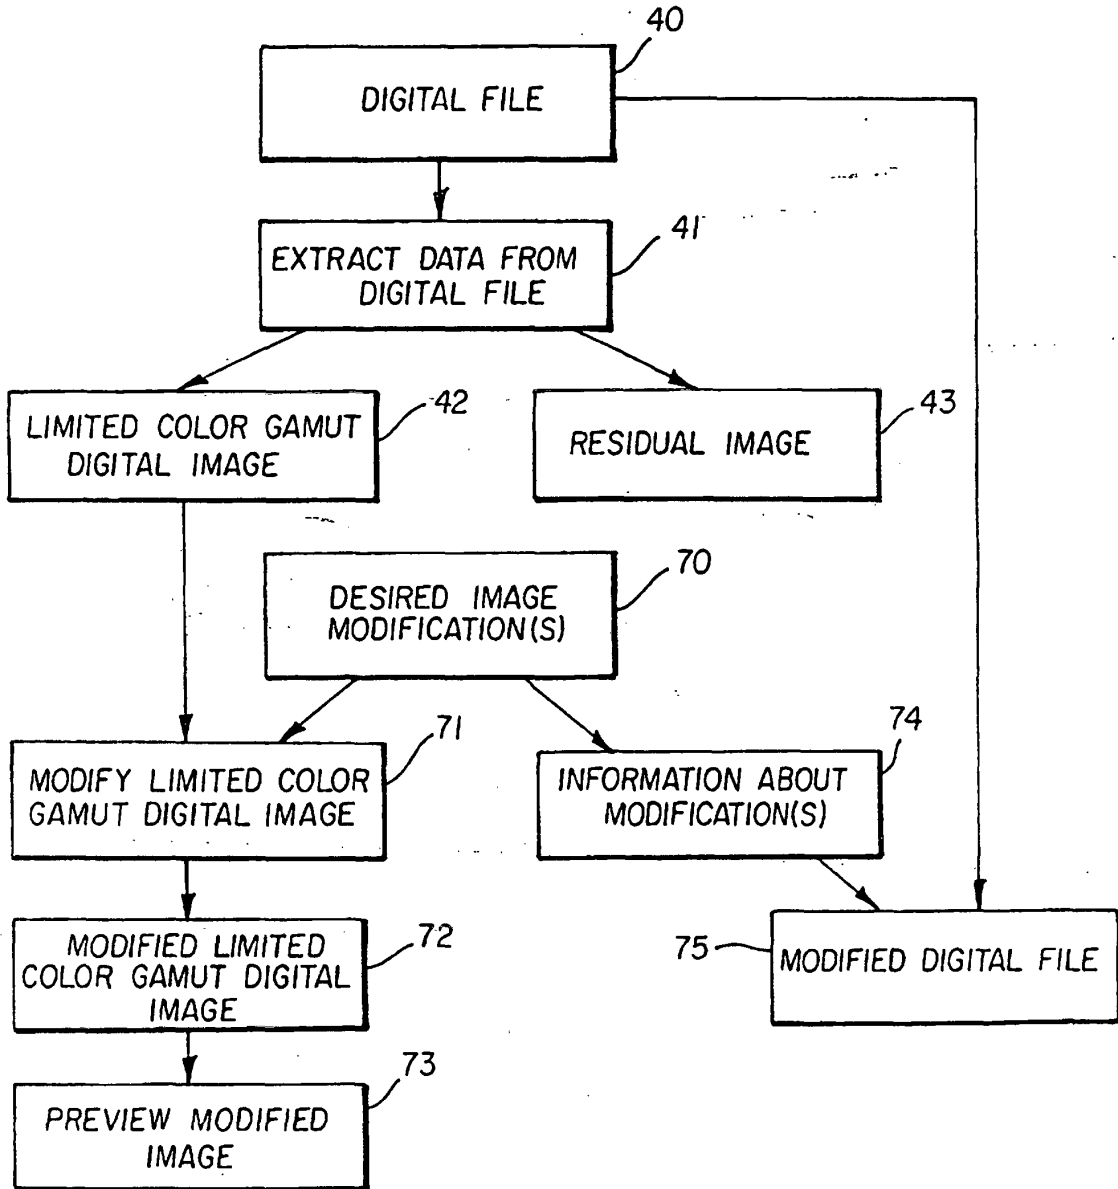 40
DIGITAL FILE
41
EXTRACT DATA FROM
DIGITAL FILE
42
LIMITED COLOR GAMUT
DIGITAL IMAGE
43
RESIDUAL IMAGE
70
DESIRED IMAGE
MODIFICATION(S)
71
MODIFY LIMITED COLOR
GAMUT DIGITAL IMAGE
74
INFORMATION ABOUT
MODIFICATION(S)
72
MODIFIED LIMITED
COLOR GAMUT DIGITAL
IMAGE
75
MODIFIED DIGITAL FILE
73
PREVIEW MODIFIED
IMAGE